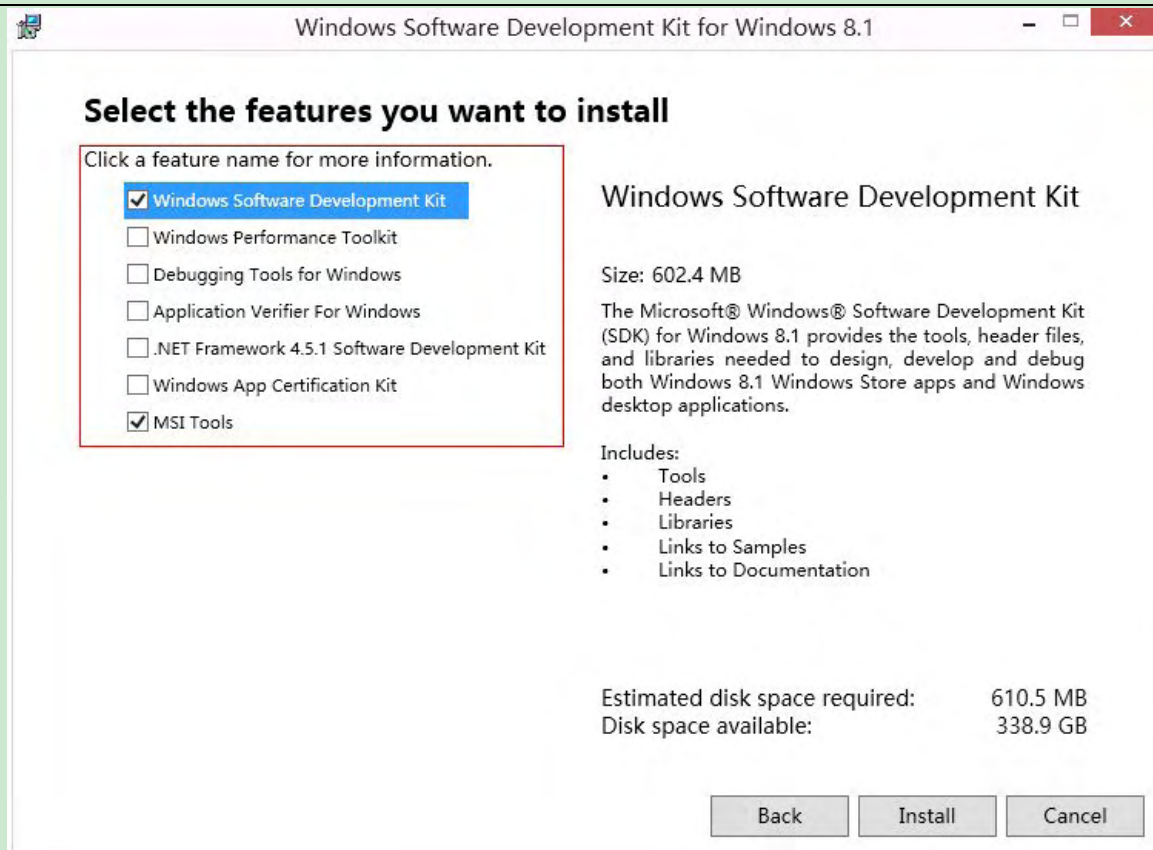 Windows Software Development Kit for Windows 8.1
Select the features you want to install
Click a feature name for more information.
Windows Software Development Kit
Windows Performance Toolkit
Debugging Tools for Windows
Application Verifier For Windows
.NET Framework 4.5.1 Software Development Kit
Windows App Certification Kit
MSI Tools
Windows Software Development Kit
Size: 602.4 MB
The Microsoft® Windows® Software Development Kit
(SDK) for Windows 8.1 provides the tools, header files,
and libraries needed to design, develop and debug
both Windows 8.1 Windows Store apps and Windows
desktop applications.
Includes:
• Tools
• Headers
• Libraries
• Links to Samples
• Links to Documentation
Estimated disk space required: 610.5 MB
Disk space available: 338.9 GB
Back Install Cancel